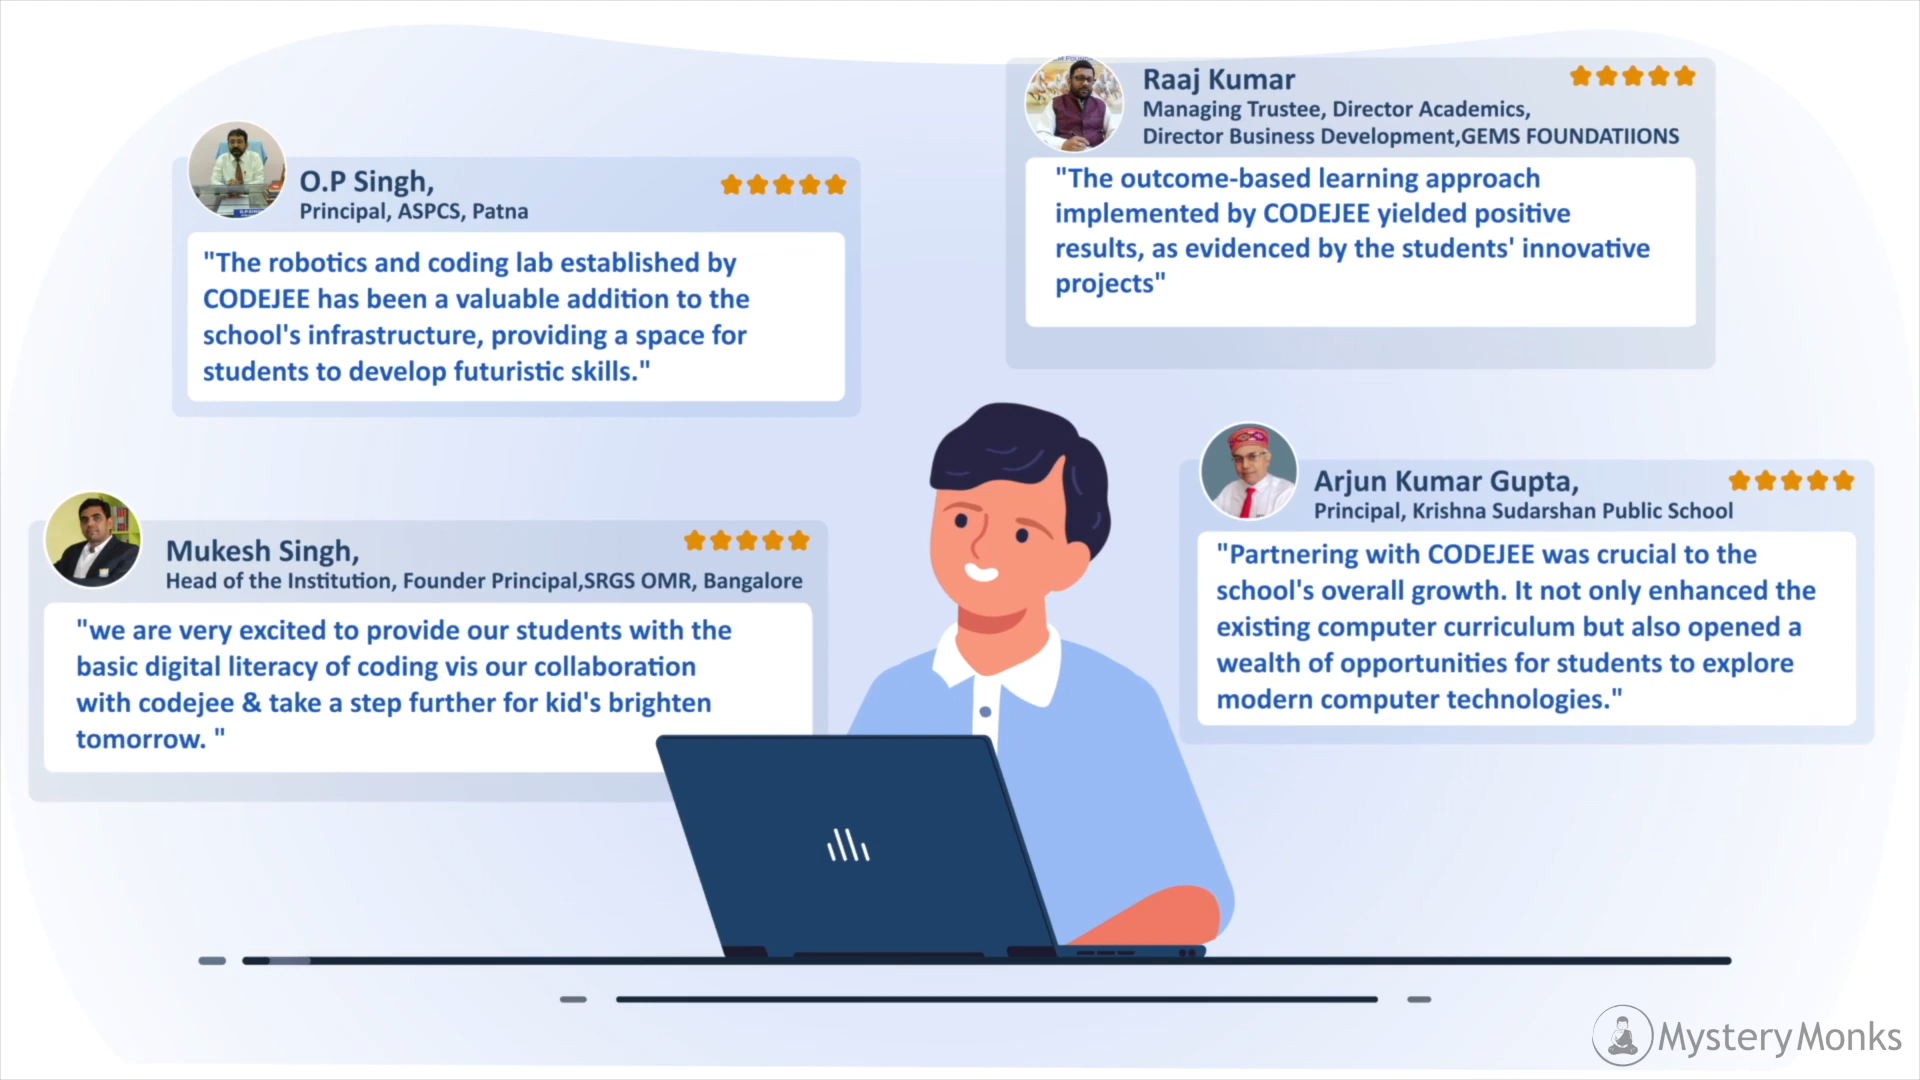 O.P Singh,
Principal, ASPCS, Patna
"The robotics and coding lab established by
CODEJEE has been a valuable addition to the
school's infrastructure, providing a space for
students to develop futuristic skills."
Raaj Kumar
Managing Trustee, Director Academics,
Director Business Development,GEMS FOUNDATIIONS
"The outcome-based learning approach
implemented by CODEJEE yielded positive
results, as evidenced by the students' innovative
projects"
Mukesh Singh,
Head of the Institution, Founder Principal,SRGS OMR, Bangalore
"we are very excited to provide our students with the
basic digital literacy of coding vis our collaboration
with codejee & take a step further for kid's brighten
tomorrow. "
Arjun Kumar Gupta,
Principal, Krishna Sudarshan Public School
"Partnering with CODEJEE was crucial to the
school's overall growth. It not only enhanced the
existing computer curriculum but also opened a
wealth of opportunities for students to explore
modern computer technologies."
MysteryMonks